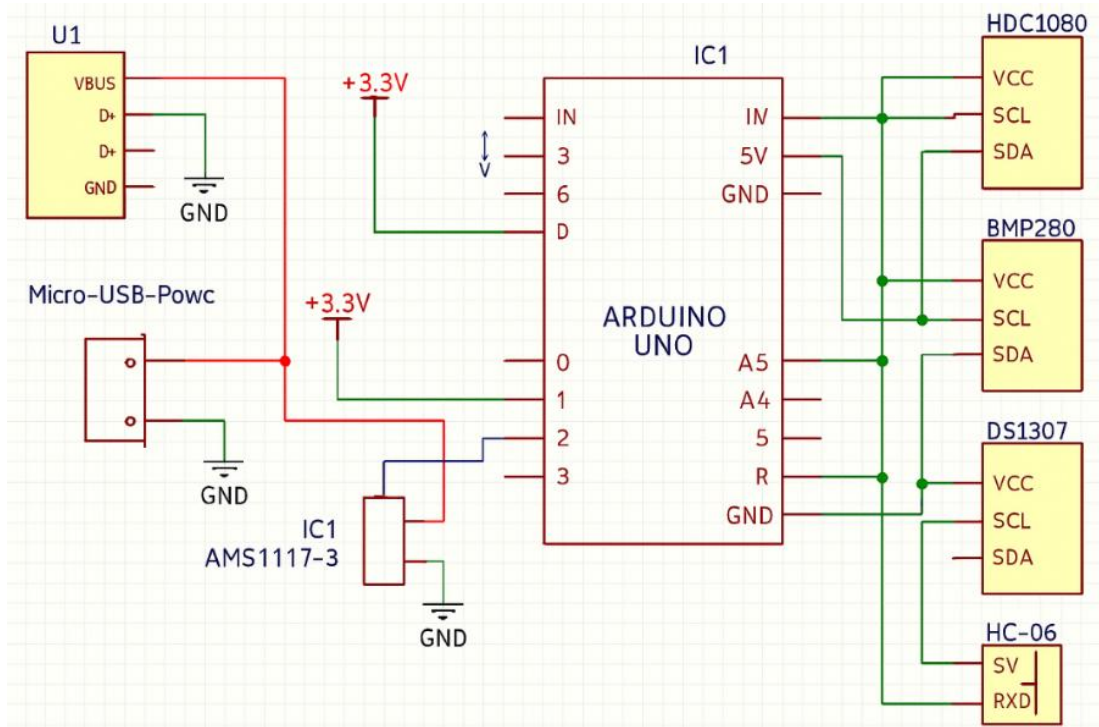 U1
VBUS
D+
D+
GND
GND
Micro-USB-Powc
GND
+3.3V
+3.3V
V
IC1
AMS1117-3
GND
IC1
IN
3
6
D
0
1
2
3
ARDUINO
UNO
5V
GND
A5
A4
5
R
GND
HDC1080
VCC
SCL
SDA
BMP280
VCC
SCL
SDA
DS1307
VCC
SCL
SDA
HC-06
SV
RXD